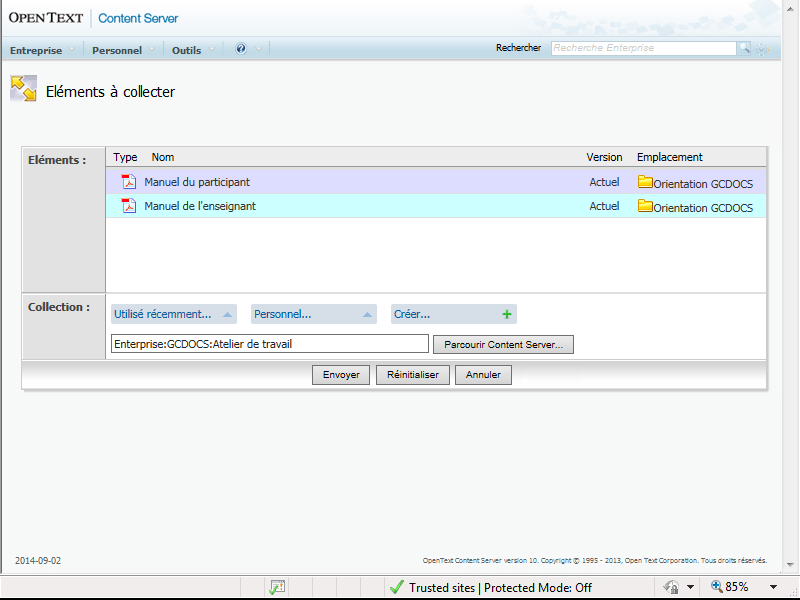 OPEN TEXT | Content Server
Entreprise Personnel Outils Rechercher Recherche Enterprise
Eléments à collecter
Eléments : Type Nom Version Emplacement
Manuel du participant Actuel Orientation GCDOCS
Manuel de l'enseignant Actuel Orientation GCDOCS
Collection : Utilisé récemment... Personnel... Créer...
Enterprise:GCDOCS:Atelier de travail Parcourir Content Server...
Envoyer Réinitialiser Annuler
2014-09-02 OpenText Content Server version 10. Copyright © 1995 - 2013, Open Text Corporation. Tous droits réservés.
Trusted sites | Protected Mode: Off 85%